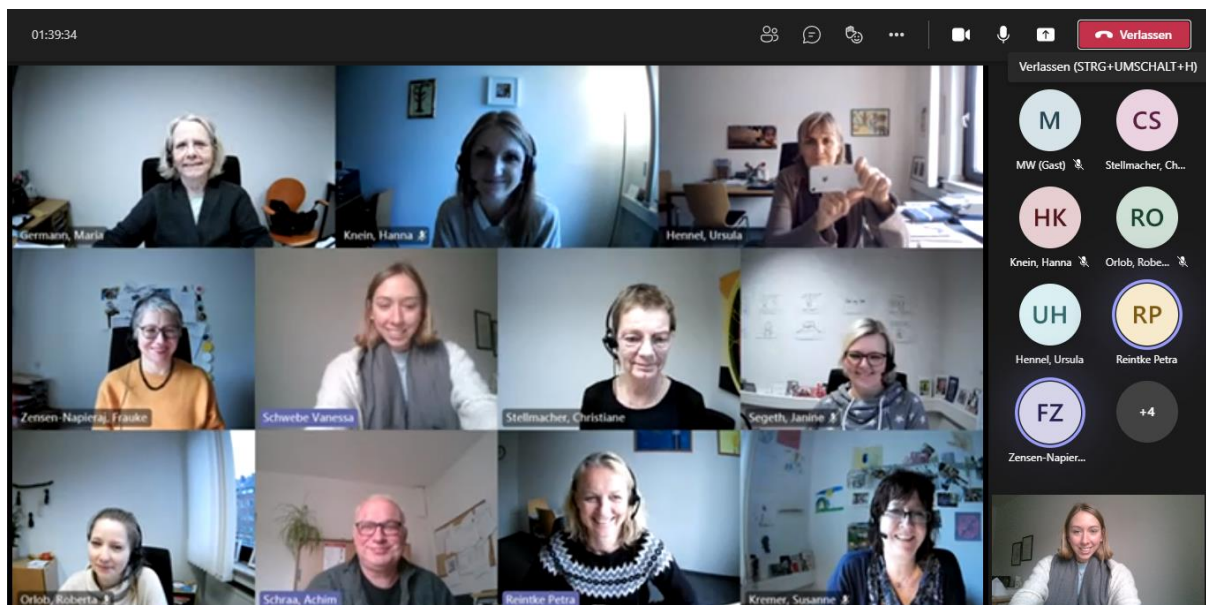 01:39:34
Verlassen
Verlassen (STRG+UMSCHALT+H)
Germann, Maria
Knein, Hanna
Hennel, Ursula
Zensen-Napieraj, Frauke
Schwebe Vanessa
Stellmacher, Christiane
Segeth, Janine
Orlob, Roberta
Schraa, Achim
Reintke Petra
Kremer, Susanne
M
CS
MW (Gast)
Stellmacher, Ch...
HK
RO
Knein, Hanna
Orlob, Robe...
UH
RP
Hennel, Ursula
Reintke Petra
FZ
+4
Zensen-Napier...